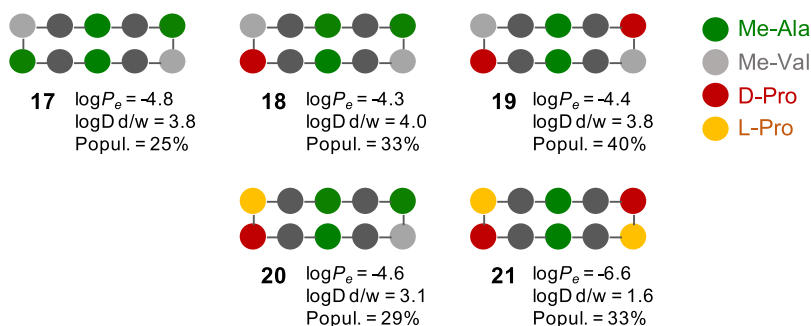 Me-Ala
Me-Val
D-Pro
L-Pro
17 logPe = -4.8
logD d/w = 3.8
Popul. = 25%
18 logPe = -4.3
logD d/w = 4.0
Popul. = 33%
19 logPe = -4.4
logD d/w = 3.8
Popul. = 40%
20 logPe = -4.6
logD d/w = 3.1
Popul. = 29%
21 logPe = -6.6
logD d/w = 1.6
Popul. = 33%